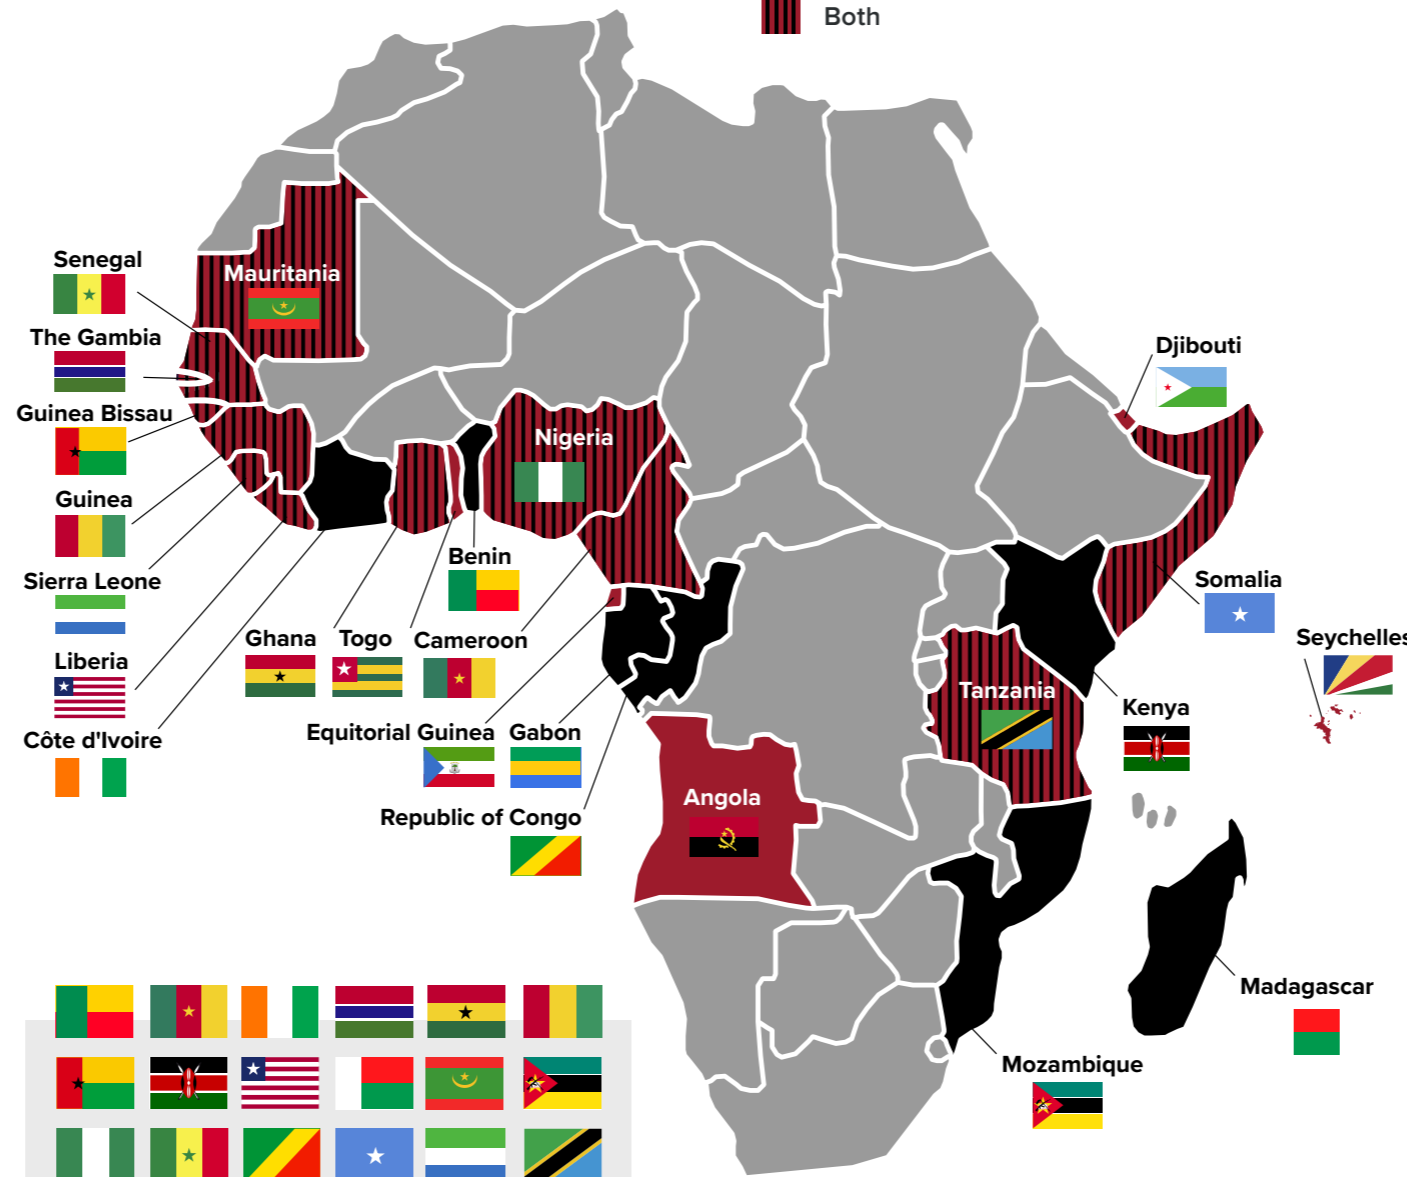 Both
Senegal
Mauritania
The Gambia
Djibouti
Guinea Bissau
Nigeria
Guinea
Benin
Sierra Leone
Somalia
Ghana
Togo
Cameroon
Seychelles
Liberia
Tanzania
Kenya
Côte d'Ivoire
Equitorial Guinea
Gabon
Angola
Republic of Congo
Madagascar
Mozambique